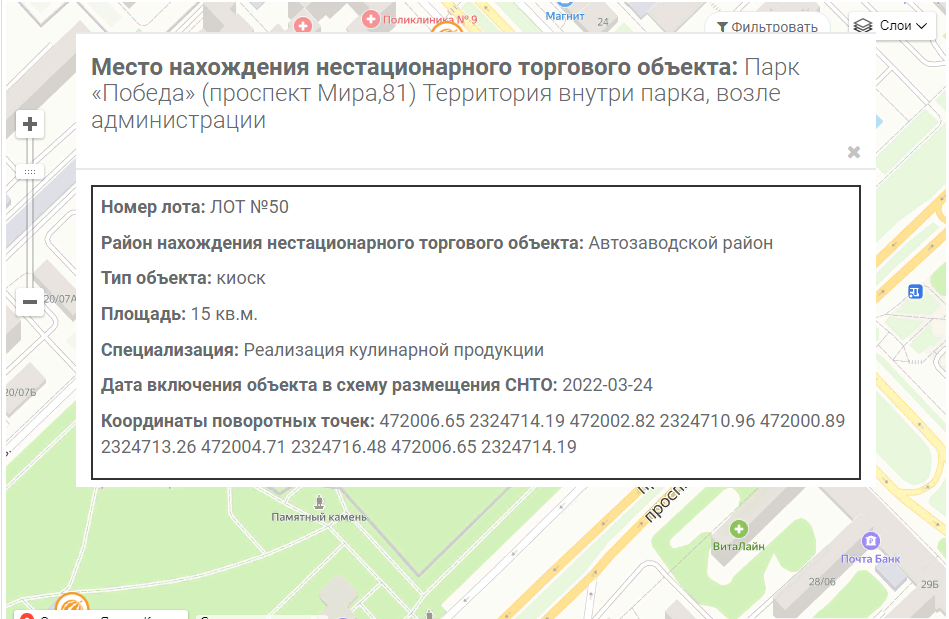 Поликлиника № 9
Магнит
24
Фильтровать
Слои
Место нахождения нестационарного торгового объекта: Парк
«Победа» (проспект Мира,81) Территория внутри парка, возле
администрации
Номер лота: ЛОТ №50
Район нахождения нестационарного торгового объекта: Автозаводской район
Тип объекта: киоск
Площадь: 15 кв.м.
Специализация: Реализация кулинарной продукции
Дата включения объекта в схему размещения СНТО: 2022-03-24
Координаты поворотных точек: 472006.65 2324714.19 472002.82 2324710.96 472000.89
2324713.26 472004.71 2324716.48 472006.65 2324714.19
20/07А
20/07Б
Памятный камень
ВитаЛайн
Почта Банк
28/06
29Б